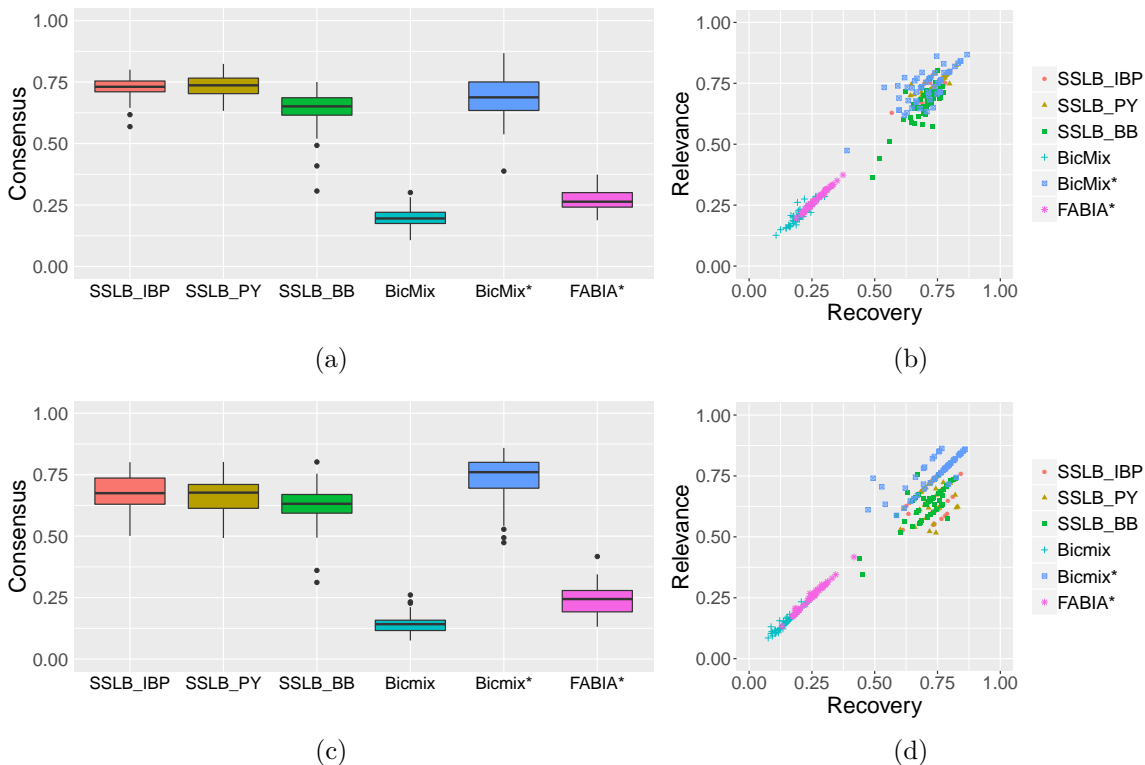 1.00
0.75
0.50
0.25
0.00
Consensus
SSLB_IBP SSLB_PY SSLB_BB BicMix BicMix* FABIA*
(a)
1.00
0.75
0.50
0.25
0.00
Relevance
0.00 0.25 0.50 0.75 1.00
Recovery
SSLB_IBP
SSLB_PY
SSLB_BB
BicMix
BicMix*
FABIA*
(b)
1.00
0.75
0.50
0.25
0.00
Consensus
SSLB_IBP SSLB_PY SSLB_BB Bicmix Bicmix* FABIA*
(c)
1.00
0.75
0.50
0.25
0.00
Relevance
0.00 0.25 0.50 0.75 1.00
Recovery
SSLB_IBP
SSLB_PY
SSLB_BB
Bicmix
Bicmix*
FABIA*
(d)